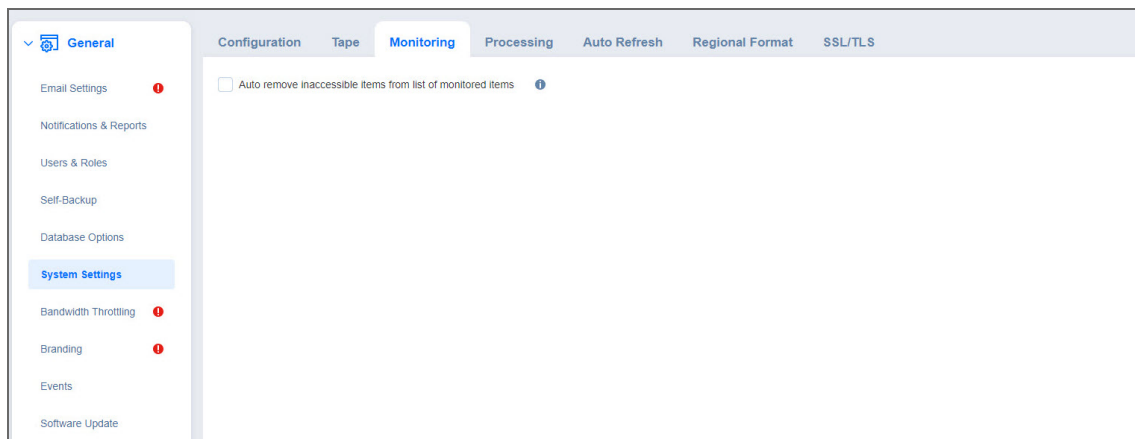 General
Configuration Tape Monitoring Processing Auto Refresh Regional Format SSL/TLS
Auto remove inaccessible items from list of monitored items
Email Settings
Notifications & Reports
Users & Roles
Self-Backup
Database Options
System Settings
Bandwidth Throttling
Branding
Events
Software Update